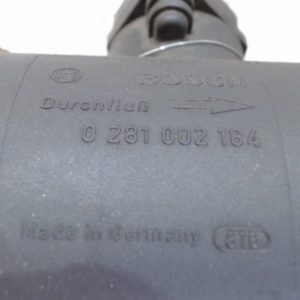 BOSCH
Durchfluß
0 281 002 184
Made in Germany